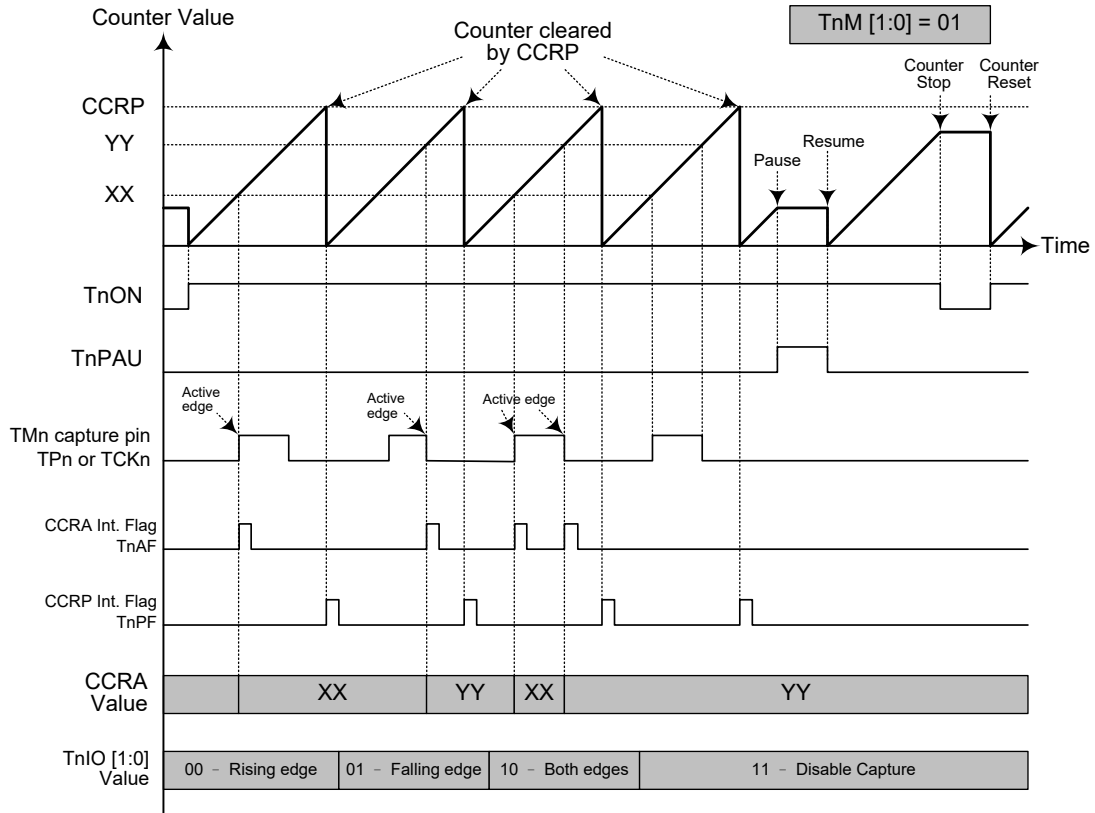 Counter Value
TnM [1:0] = 01
Counter cleared
by CCRP
Counter
Stop
Counter
Reset
CCRP
YY
XX
Pause
Resume
Time
TnON
TnPAU
Active
edge
Active
edge
Active edge
TMn capture pin
TPn or TCKn
CCRA Int. Flag
TnAF
CCRP Int. Flag
TnPF
CCRA
Value
XX
YY
XX
YY
TnIO [1:0]
Value
00 - Rising edge
01 - Falling edge
10 - Both edges
11 - Disable Capture